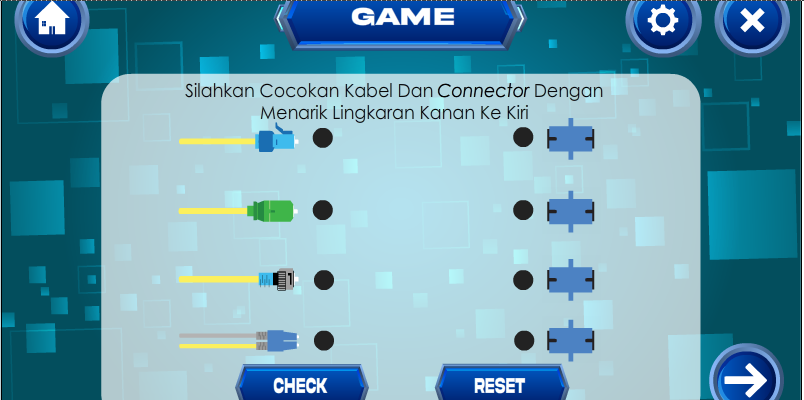 GAME
Silahkan Cocokan Kabel Dan Connector Dengan
Menarik Lingkaran Kanan Ke Kiri
CHECK
RESET